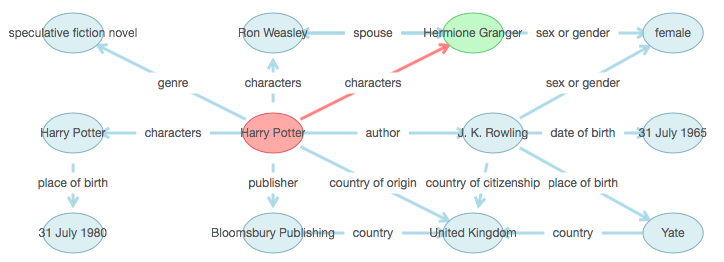 speculative fiction novel
Ron Weasley
spouse
Hermione Granger
sex or gender
female
genre
characters
characters
sex or gender
Harry Potter
characters
Harry Potter
author
J. K. Rowling
date of birth
31 July 1965
place of birth
publisher
country of origin
country of citizenship
place of birth
31 July 1980
Bloomsbury Publishing
country
United Kingdom
country
Yate